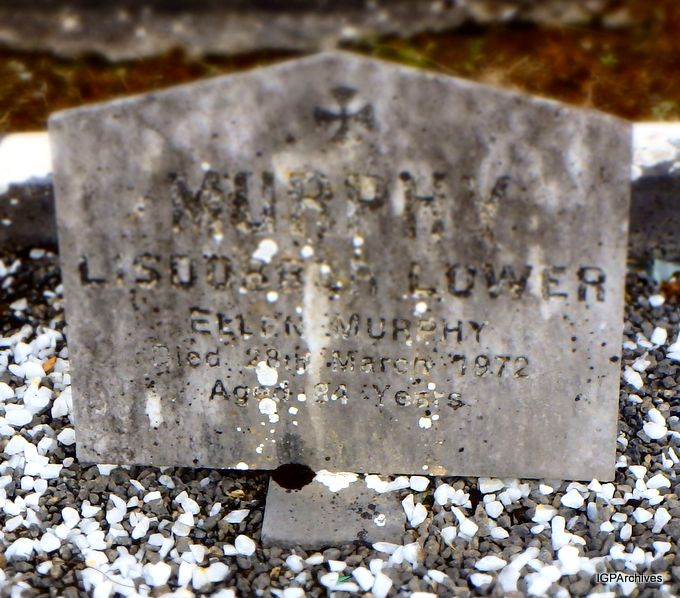 MURPHY
LOWER
ELLEN MURPHY
Died 28th March 1972
Aged 84 Years
IGPArchives